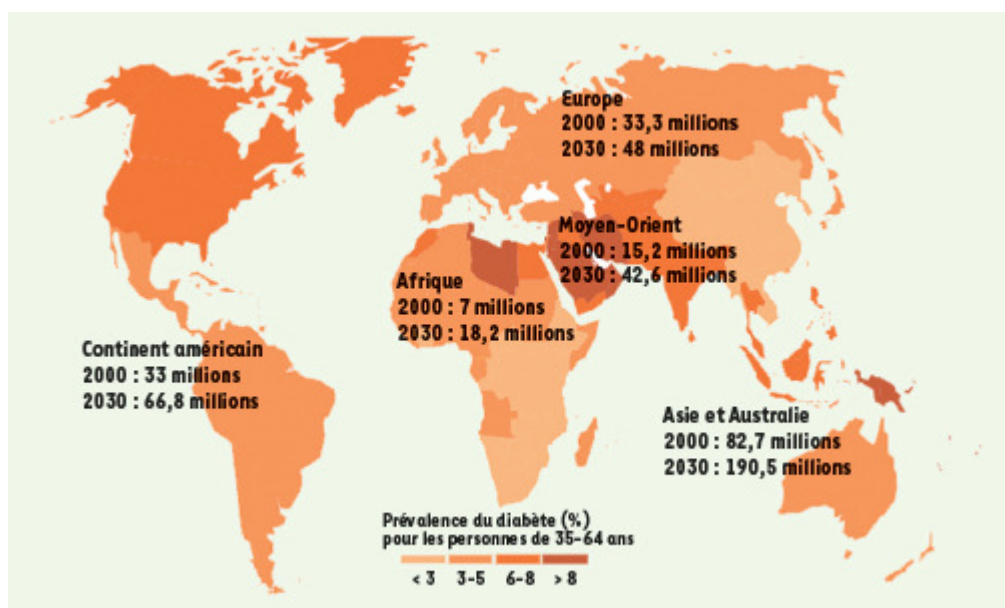 Europe
2000 : 33,3 millions
2030 : 48 millions
Moyen-Orient
2000 : 15,2 millions
2030 : 42,6 millions
Afrique
2000 : 7 millions
2030 : 18,2 millions
Continent américain
2000 : 33 millions
2030 : 66,8 millions
Asie et Australie
2000 : 82,7 millions
2030 : 190,5 millions
Prévalence du diabète (%)
pour les personnes de 35-64 ans
< 3 3-5 6-8 > 8